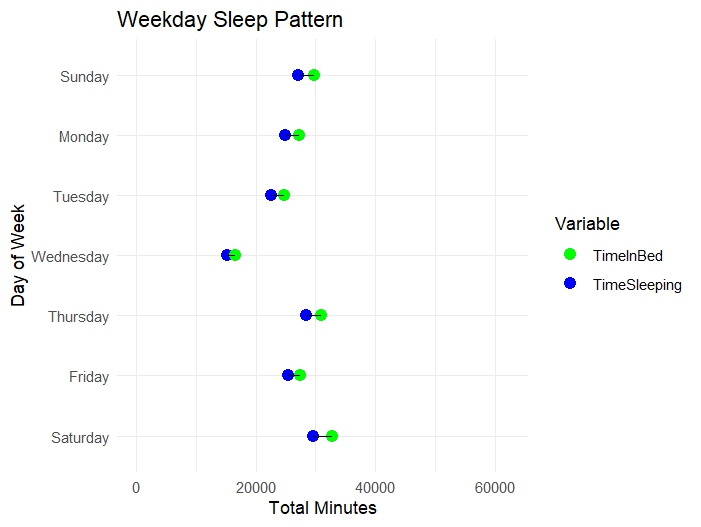 Weekday Sleep Pattern
Day of Week
Sunday
Monday
Tuesday
Wednesday
Thursday
Friday
Saturday
0 20000 40000 60000
Total Minutes
Variable
TimeInBed
TimeSleeping